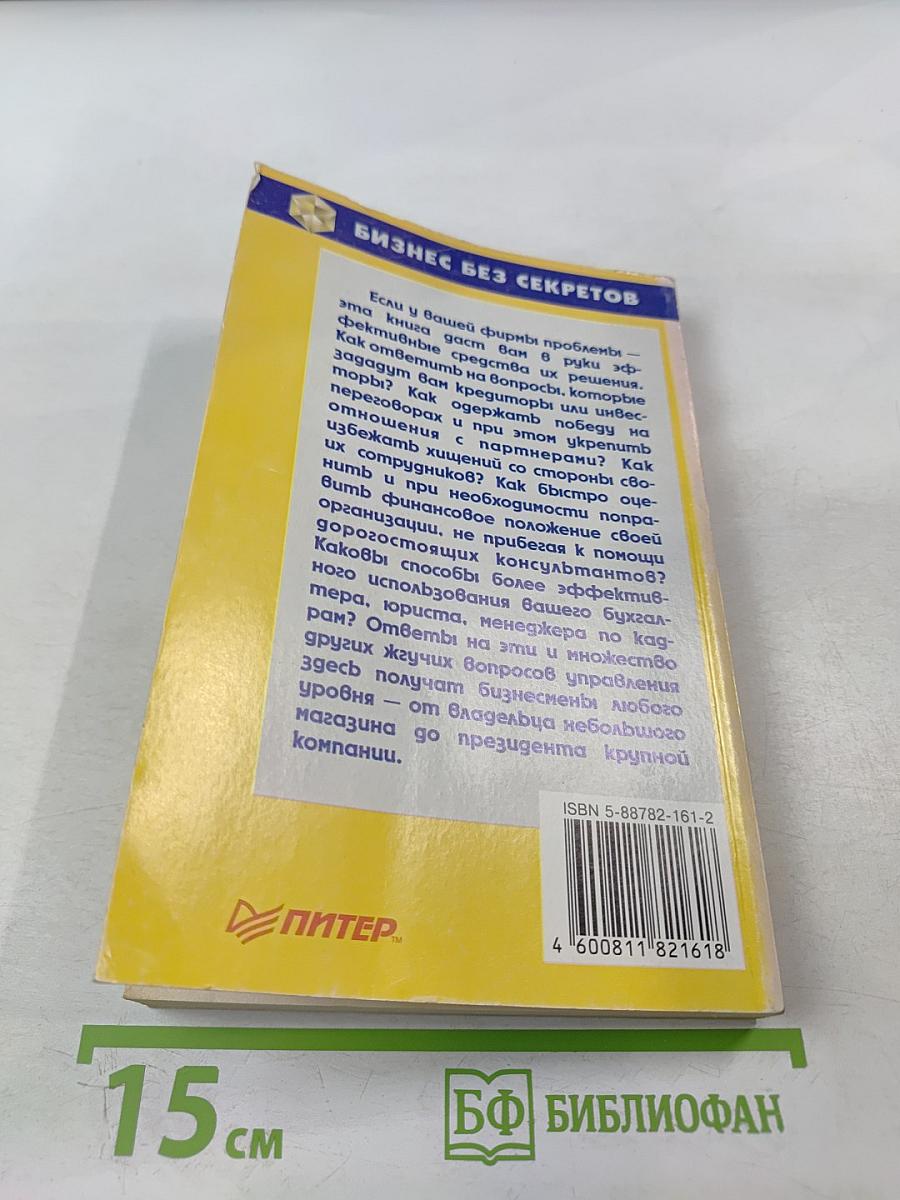 БИЗНЕС БЕЗ СЕКРЕТОВ
Если у вашей фирмы проблемы —
эта книга даст вам в руки эф-
фективные средства их решения.
Как ответить на вопросы, которые
зададут вам кредиторы или инвес-
торы? Как одержать победу на
переговорах и при этом укрепить
отношения с партнерами? Как
избежать хищений со стороны сво-
их сотрудников? Как быстро оце-
нить и при необходимости попра-
вить финансовое положение своей
организации, не прибегая к помощи
дорогостоящих консультантов?
Каковы способы более эффектив-
ного использования вашего бухгал-
тера, юриста, менеджера по кад-
рам? Ответы на эти и множество
других жгучих вопросов управления
здесь получат бизнесмены любого
уровня — от владельца небольшого
магазина до президента крупной
компании.
ISBN 5-88782-161-2
4 600811 821618
ПИТЕР™
15 см
БФ БИБЛИОФАН